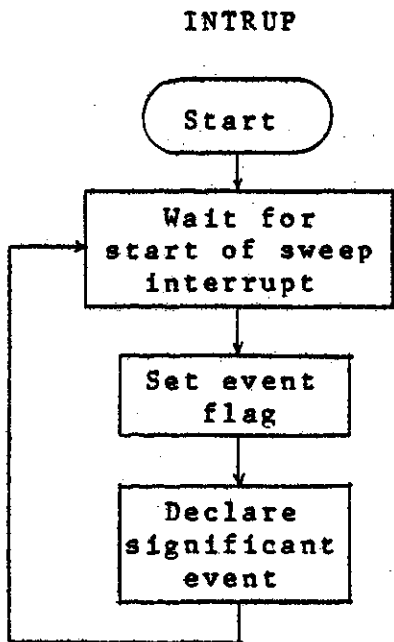 INTRUP
Start
Wait for
start of sweep
interrupt
Set event
flag
Declare
significant
event